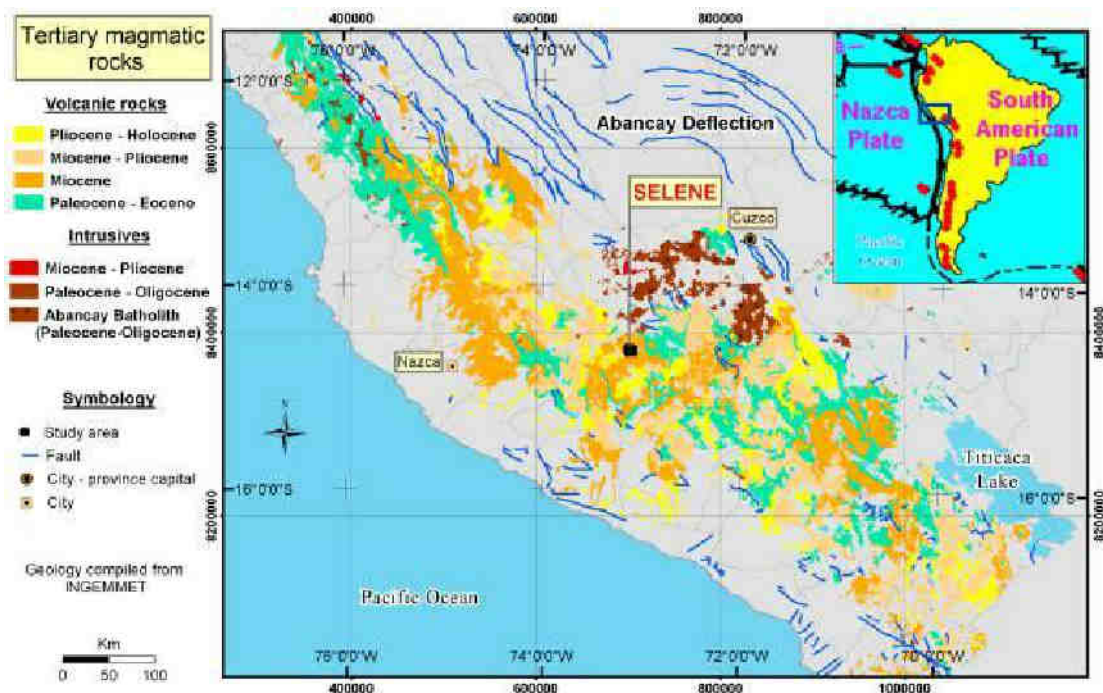 Tertiary magmatic
rocks
Volcanic rocks
Pliocene - Holocene
Miocene - Pliocene
Miocene
Paleocene - Eocene
Intrusives
Miocene - Pliocene
Paleocene - Oligocene
Abancay Batholith
(Paleocene-Oligocene)
Symbology
Study area
Fault
City - province capital
City
Geology compiled from
INGEMMET
Km
0 50 100
400000 600000 800000
76°0'0"W 74°0'0"W 72°0'0"W
12°0'0"S
8600000
Abancay Deflection
SELENE
Cuzco
14°0'0"S 14°0'0"S
8400000 8400000
Nazca
N
Titicaca
Lake
16°0'0"S 16°0'0"S
8200000 8200000
Pacific Ocean
76°0'0"W 74°0'0"W 72°0'0"W 70°0'0"W
400000 600000 800000 1000000
Nazca
Plate
South
American
Plate
Pacific
Ocean